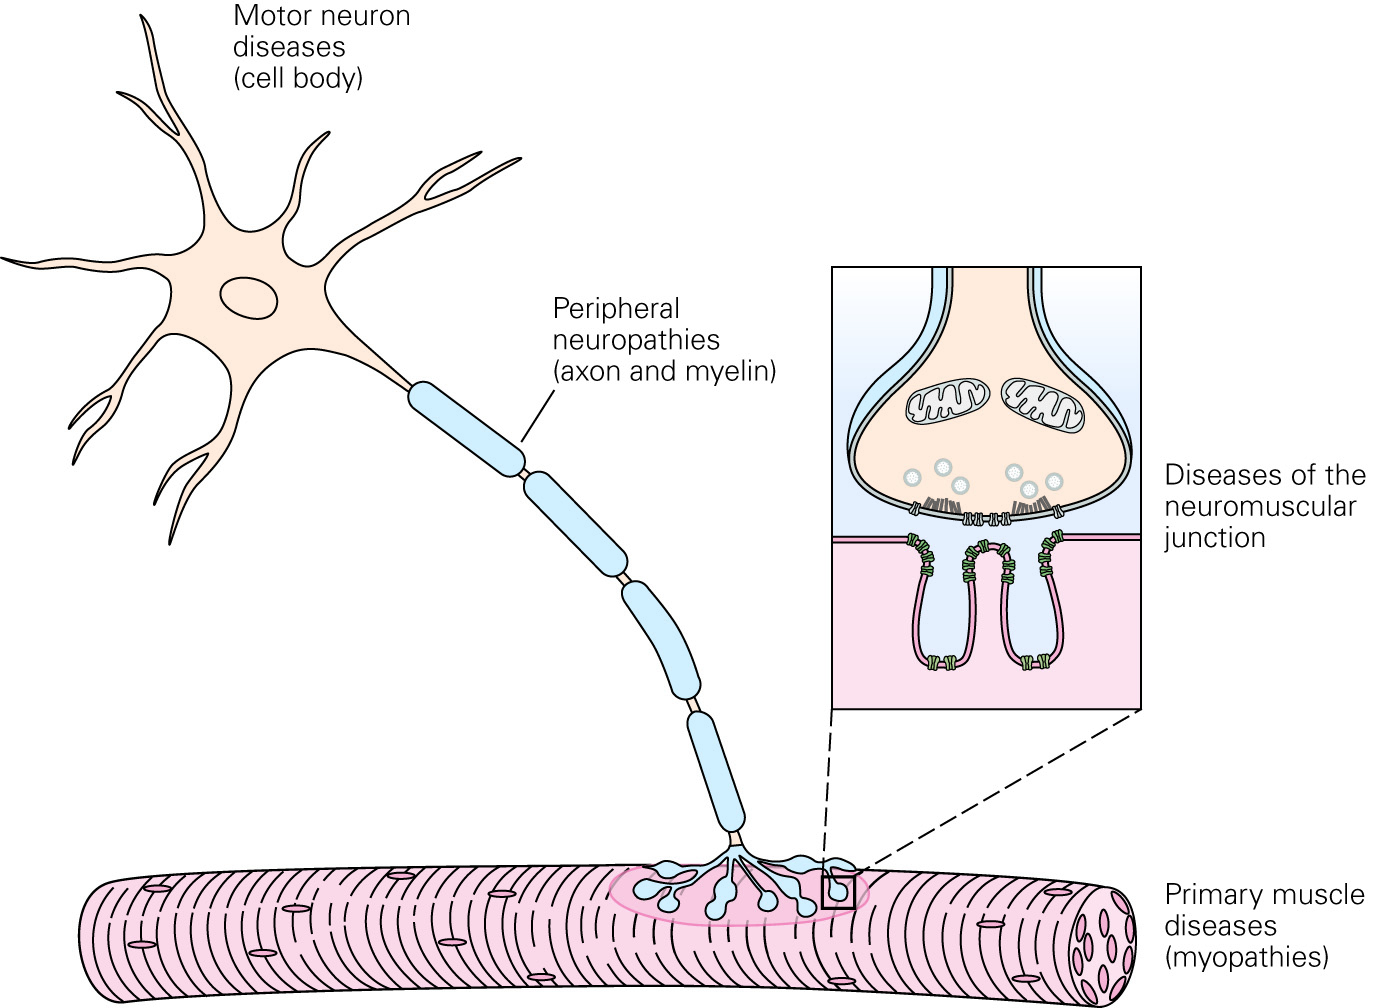 Motor neuron
diseases
(cell body)
Peripheral
neuropathies
(axon and myelin)
Diseases of the
neuromuscular
junction
Primary muscle
diseases
(myopathies)